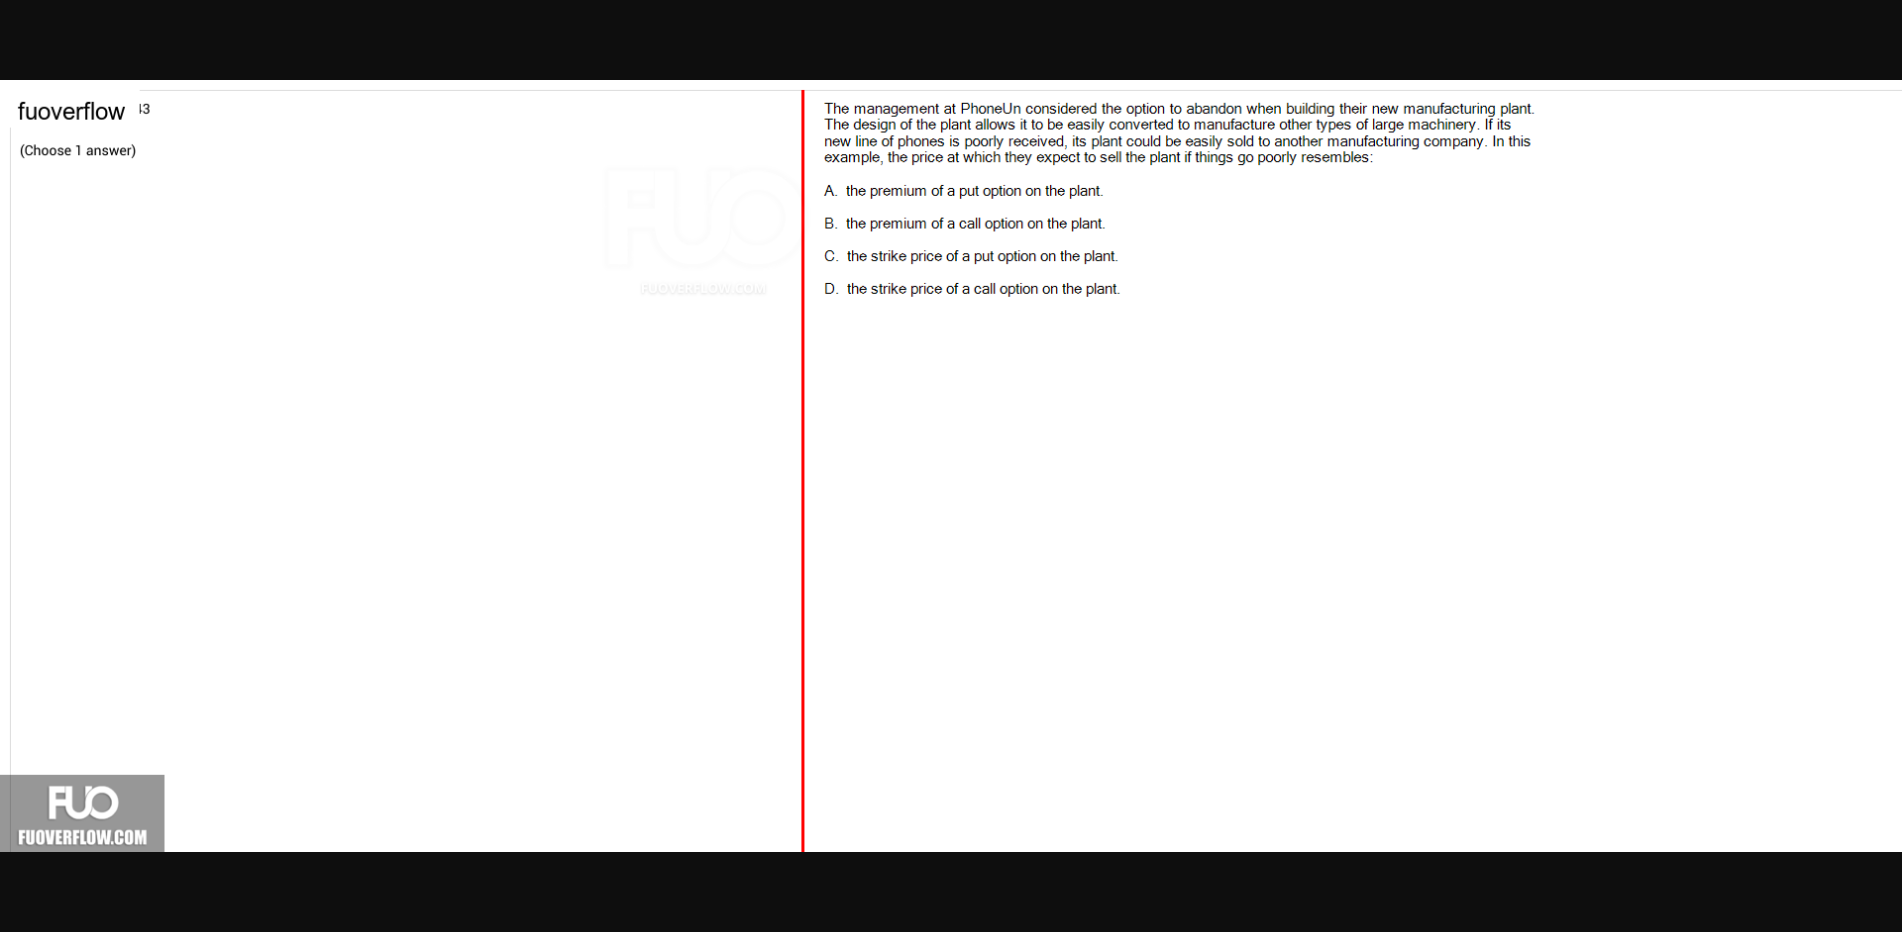 fuoverflow 43
(Choose 1 answer)
The management at PhoneUn considered the option to abandon when building their new manufacturing plant.
The design of the plant allows it to be easily converted to manufacture other types of large machinery. If its
new line of phones is poorly received, its plant could be easily sold to another manufacturing company. In this
example, the price at which they expect to sell the plant if things go poorly resembles:
A. the premium of a put option on the plant.
B. the premium of a call option on the plant.
C. the strike price of a put option on the plant.
D. the strike price of a call option on the plant.
FUO
FUOVERFLOW.COM
FUO
FUOVERFLOW.COM